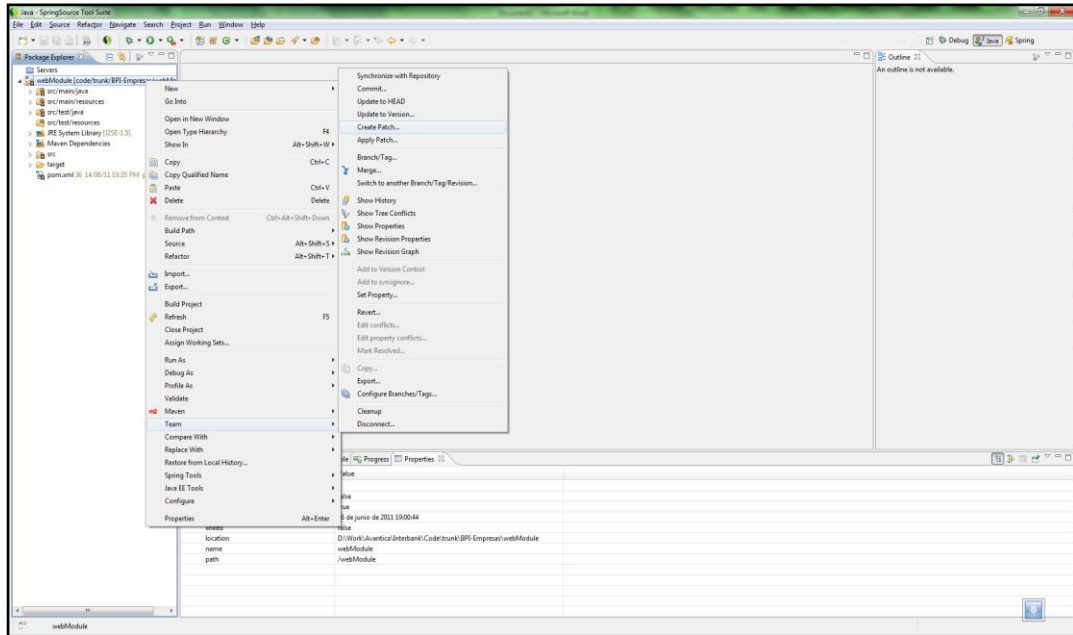 Java - SpringSource Tool Suite
File Edit Source Refactor Navigate Search Project Run Window Help
Debug Java Spring
Package Explorer
Servers
webModule [code/trunk/BPI-Empresas/webMo
src/main/java
src/main/resources
src/test/java
src/test/resources
JRE System Library [J2SE-1.5]
Maven Dependencies
src
target
pom.xml 36 14/06/11 03:35 PM
New
Go Into
Open in New Window
Open Type Hierarchy F4
Show In Alt+Shift+W
Copy Ctrl+C
Copy Qualified Name
Paste Ctrl+V
Delete Delete
Remove from Context Ctrl+Alt+Shift+Down
Build Path
Source Alt+Shift+S
Refactor Alt+Shift+T
Import...
Export...
Build Project
Refresh F5
Close Project
Assign Working Sets...
Run As
Debug As
Profile As
Validate
m2 Maven
Team
Compare With
Replace With
Restore from Local History...
Spring Tools
Java EE Tools
Configure
Properties Alt+Enter
Synchronize with Repository
Commit...
Update to HEAD
Update to Version...
Create Patch...
Apply Patch...
Branch/Tag...
Merge...
Switch to another Branch/Tag/Revision...
Show History
Show Tree Conflicts
Show Properties
Show Revision Properties
Show Revision Graph
Add to Version Control
Add to svn:ignore...
Set Property...
Revert...
Edit conflicts...
Edit property conflicts...
Mark Resolved...
Copy...
Export...
Configure Branches/Tags...
Cleanup
Disconnect...
Outline
An outline is not available.
Progress Properties
alue
alse
rue
6 de junio de 2011 19:00:44
linked false
location D:\Work\Avantica\Interbank\Code\trunk\BPI-Empresas\webModule
name webModule
path /webModule
webModule